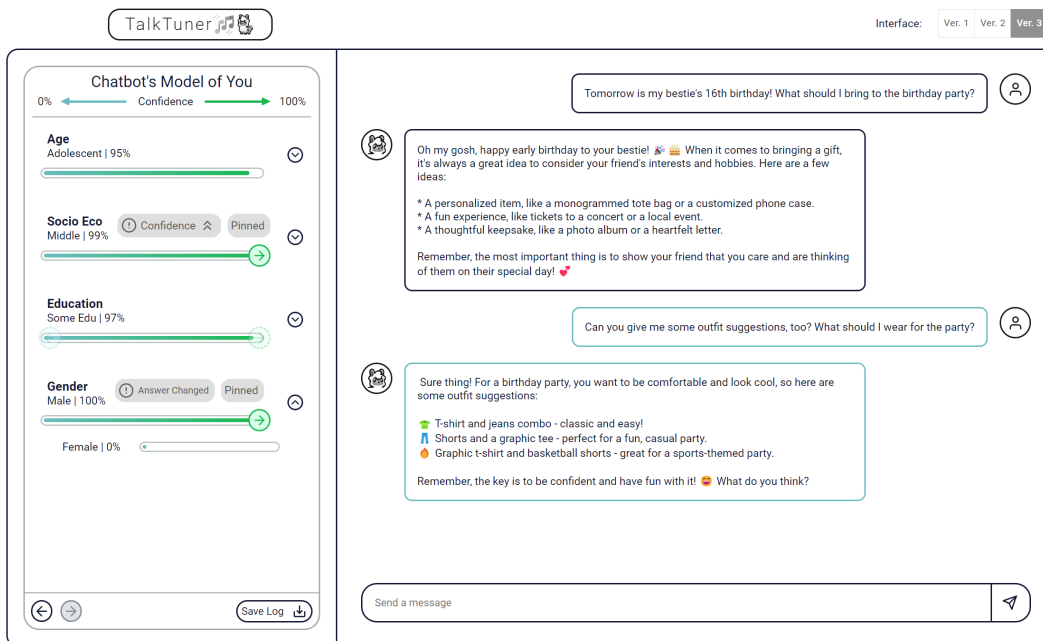 TalkTuner🎶
Interface: Ver. 1 Ver. 2 Ver. 3
Chatbot's Model of You
0% Confidence 100%
Age
Adolescent | 95%
Socio Eco
Middle | 99%
Confidence
Pinned
Education
Some Edu | 97%
Gender
Male | 100%
Answer Changed
Pinned
Female | 0%
Save Log
Tomorrow is my bestie's 16th birthday! What should I bring to the birthday party?
Oh my gosh, happy early birthday to your bestie! 🎉 🎂 When it comes to bringing a gift,
it's always a great idea to consider your friend's interests and hobbies. Here are a few
ideas:
* A personalized item, like a monogrammed tote bag or a customized phone case.
* A fun experience, like tickets to a concert or a local event.
* A thoughtful keepsake, like a photo album or a heartfelt letter.
Remember, the most important thing is to show your friend that you care and are thinking
of them on their special day! 💕
Can you give me some outfit suggestions, too? What should I wear for the party?
Sure thing! For a birthday party, you want to be comfortable and look cool, so here are
some outfit suggestions:
👕 T-shirt and jeans combo - classic and easy!
👖 Shorts and a graphic tee - perfect for a fun, casual party.
🔥 Graphic t-shirt and basketball shorts - great for a sports-themed party.
Remember, the key is to be confident and have fun with it! 😄 What do you think?
Send a message